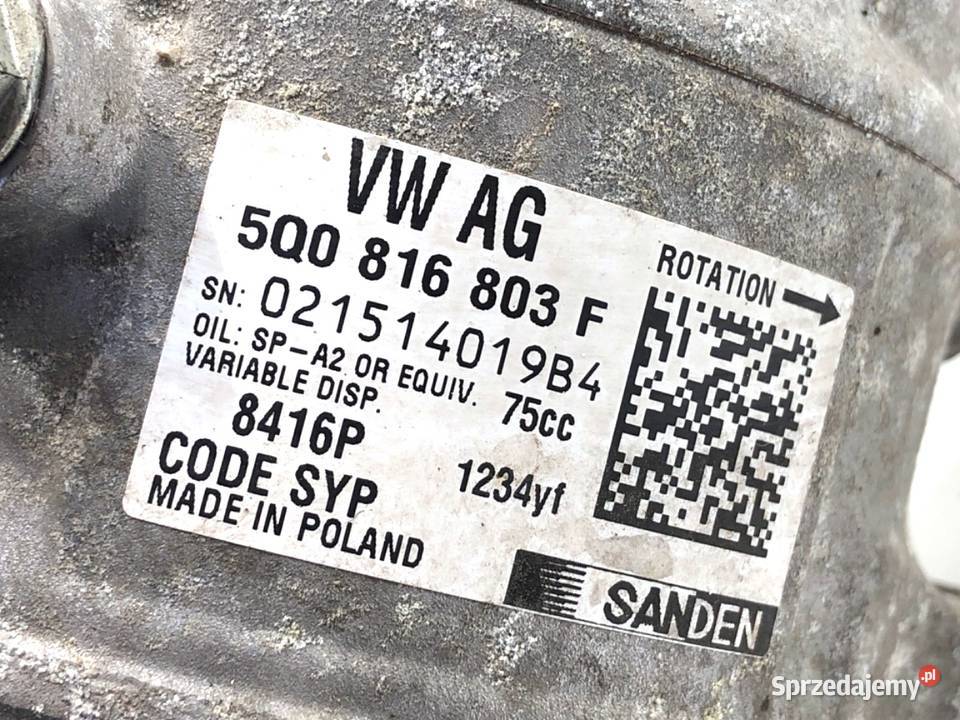 VW AG
5Q0 816 803 F
ROTATION
SN: 021514019B4
OIL: SP-A2 OR EQUIV. 75cc
VARIABLE DISP.
8416P 1234yf
CODE SYP
MADE IN POLAND
SANDEN
Sprzedajemy.pl